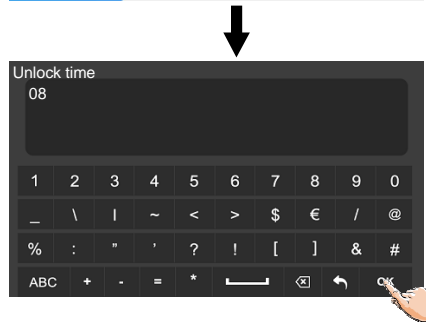 Unlock time
08
1 2 3 4 5 6 7 8 9 0
_ \ | ~ < > $ € / @
% : " ' ? ! [ ] & #
ABC + - = * OK